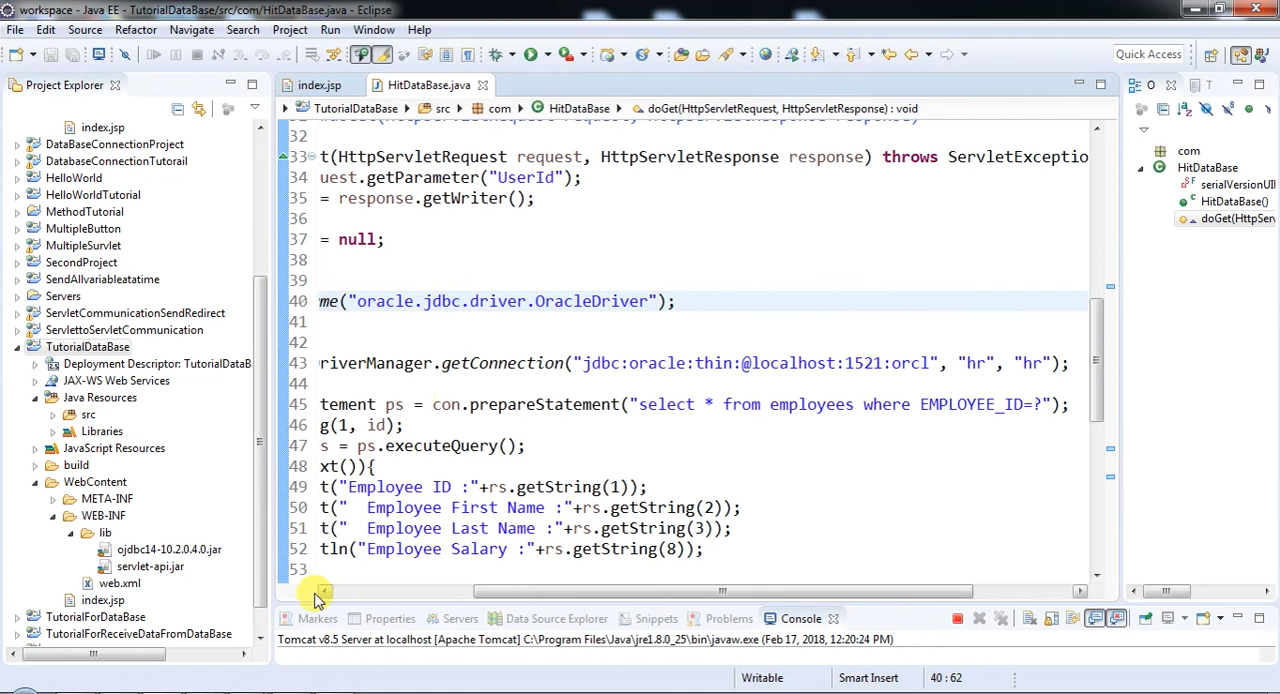 workspace - Java EE - TutorialDataBase/src/com/HitDataBase.java - Eclipse
File Edit Source Refactor Navigate Search Project Run Window Help
Quick Access
Project Explorer
index.jsp
DataBaseConnectionProject
DatabaseConnectionTutorail
HelloWorld
HelloWorldTutorial
MethodTutorial
MultipleButton
MultipleSurvlet
SecondProject
SendAllvariableatatime
Servers
ServletCommunicationSendRedirect
ServlettoServletCommunication
TutorialDataBase
Deployment Descriptor: TutorialDataB
JAX-WS Web Services
Java Resources
src
Libraries
JavaScript Resources
build
WebContent
META-INF
WEB-INF
lib
ojdbc14-10.2.0.4.0.jar
servlet-api.jar
web.xml
index.jsp
TutorialForDataBase
TutorialForReceiveDataFromDataBase
index.jsp HitDataBase.java
TutorialDataBase src com HitDataBase doGet(HttpServletRequest, HttpServletResponse) : void
32
33 t(HttpServletRequest request, HttpServletResponse response) throws ServletExceptio
34 uest.getParameter("UserId");
35 = response.getWriter();
36
37 = null;
38
39
40 me("oracle.jdbc.driver.OracleDriver");
41
42
43 riverManager.getConnection("jdbc:oracle:thin:@localhost:1521:orcl", "hr", "hr");
44
45 tement ps = con.prepareStatement("select * from employees where EMPLOYEE_ID=?");
46 g(1, id);
47 s = ps.executeQuery();
48 xt()){
49 t("Employee ID :"+rs.getString(1));
50 t("  Employee First Name :"+rs.getString(2));
51 t("  Employee Last Name :"+rs.getString(3));
52 tln("Employee Salary :"+rs.getString(8));
53
O T
com
HitDataBase
serialVersionUI
HitDataBase()
doGet(HttpSer
Markers Properties Servers Data Source Explorer Snippets Problems Console
Tomcat v8.5 Server at localhost [Apache Tomcat] C:\Program Files\Java\jre1.8.0_25\bin\javaw.exe (Feb 17, 2018, 12:20:24 PM)
Writable Smart Insert 40 : 62